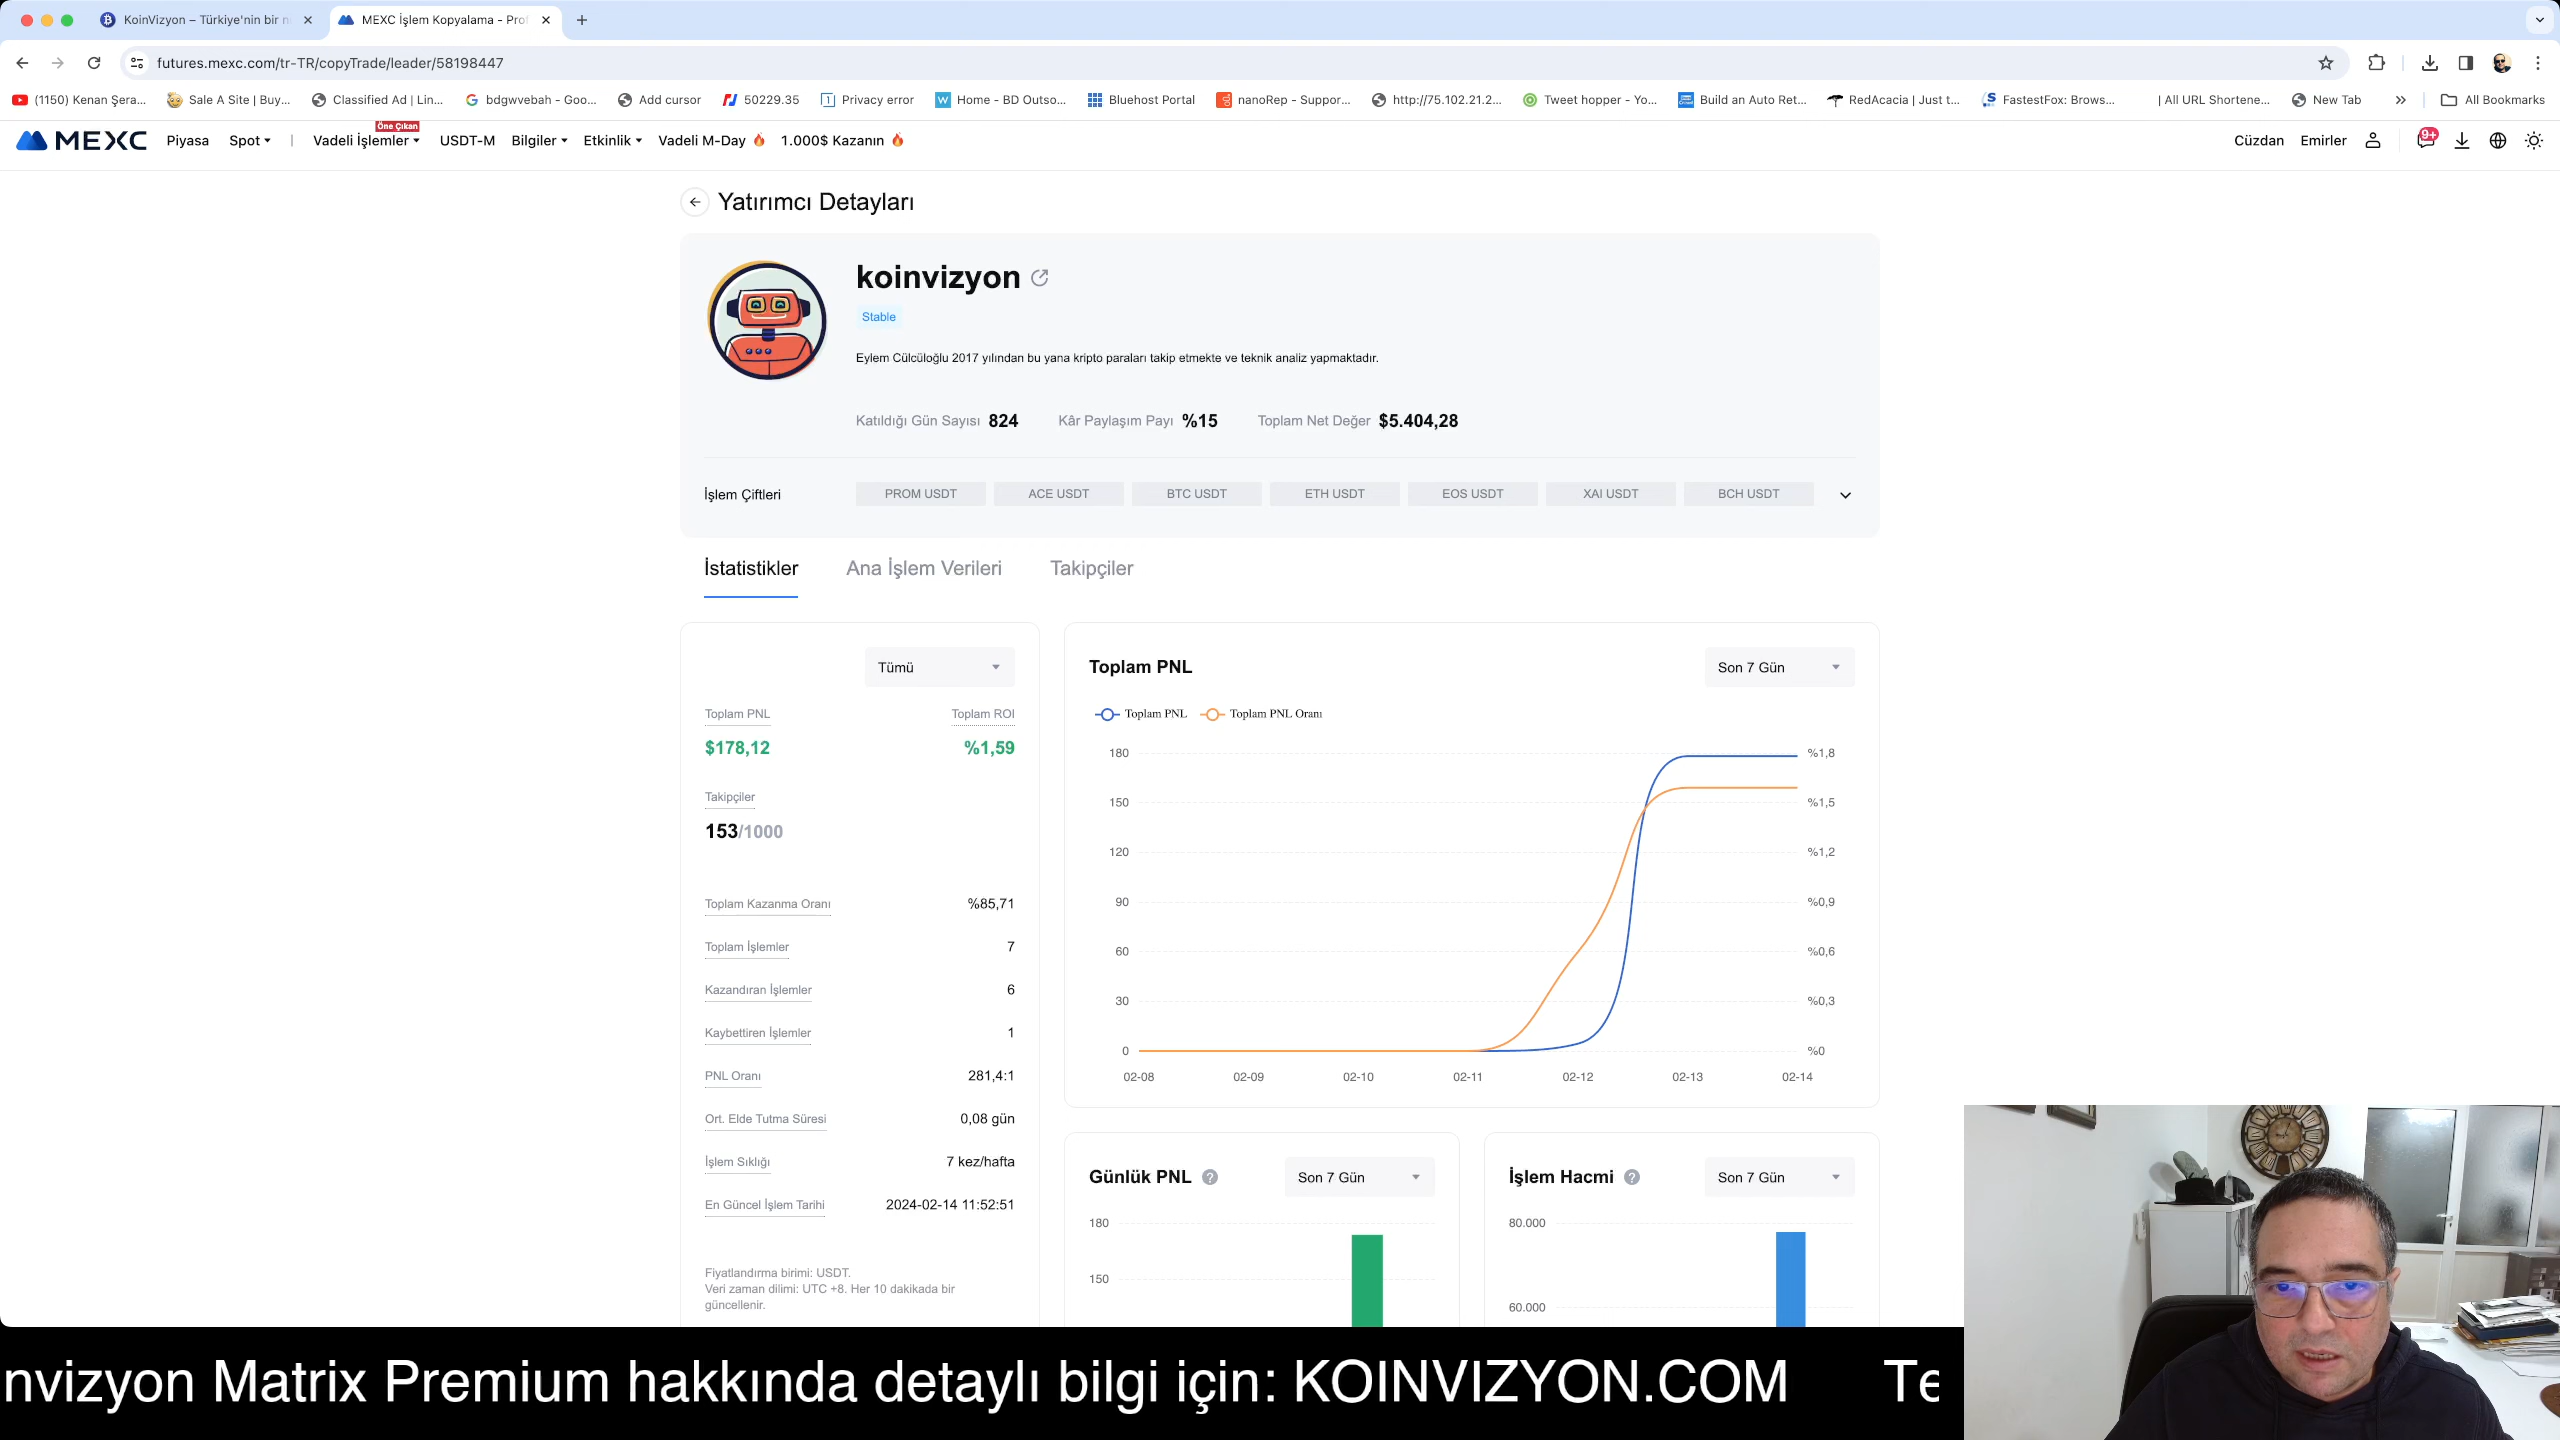 KoinVizyon – Türkiye'nin bir n
MEXC İşlem Kopyalama - Prof
futures.mexc.com/tr-TR/copyTrade/leader/58198447
(1150) Kenan Şera...
Sale A Site | Buy...
Classified Ad | Lin...
bdgwvebah - Goo...
Add cursor
50229.35
Privacy error
Home - BD Outso...
Bluehost Portal
nanoRep - Suppor...
http://75.102.21.2...
Tweet hopper - Yo...
Build an Auto Ret...
RedAcacia | Just t...
FastestFox: Brows...
| All URL Shortene...
New Tab
All Bookmarks
MEXC
Piyasa
Spot
|
Öne Çıkan
Vadeli İşlemler
USDT-M
Bilgiler
Etkinlik
Vadeli M-Day
1.000$ Kazanın
Cüzdan
Emirler
9+
Yatırımcı Detayları
koinvizyon
Stable
Eylem Cülcüloğlu 2017 yılından bu yana kripto paraları takip etmekte ve teknik analiz yapmaktadır.
Katıldığı Gün Sayısı 824
Kâr Paylaşım Payı %15
Toplam Net Değer $5.404,28
İşlem Çiftleri
PROM USDT
ACE USDT
BTC USDT
ETH USDT
EOS USDT
XAI USDT
BCH USDT
İstatistikler
Ana İşlem Verileri
Takipçiler
Tümü
Toplam PNL
Toplam ROI
$178,12
%1,59
Takipçiler
153/1000
Toplam Kazanma Oranı
%85,71
Toplam İşlemler
7
Kazandıran İşlemler
6
Kaybettiren İşlemler
1
PNL Oranı
281,4:1
Ort. Elde Tutma Süresi
0,08 gün
İşlem Sıklığı
7 kez/hafta
En Güncel İşlem Tarihi
2024-02-14 11:52:51
Fiyatlandırma birimi: USDT.
Veri zaman dilimi: UTC +8. Her 10 dakikada bir
güncellenir.
Toplam PNL
Son 7 Gün
Toplam PNL
Toplam PNL Oranı
180
%1,8
150
%1,5
120
%1,2
90
%0,9
60
%0,6
30
%0,3
0
%0
02-08
02-09
02-10
02-11
02-12
02-13
02-14
Günlük PNL
Son 7 Gün
180
150
İşlem Hacmi
Son 7 Gün
80.000
60.000
nvizyon Matrix Premium hakkında detaylı bilgi için: KOINVIZYON.COM
Te